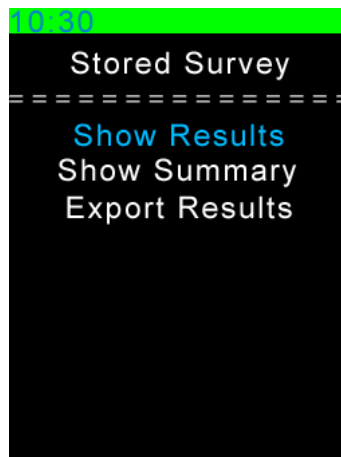 10:30
Stored Survey
===============
Show Results
Show Summary
Export Results